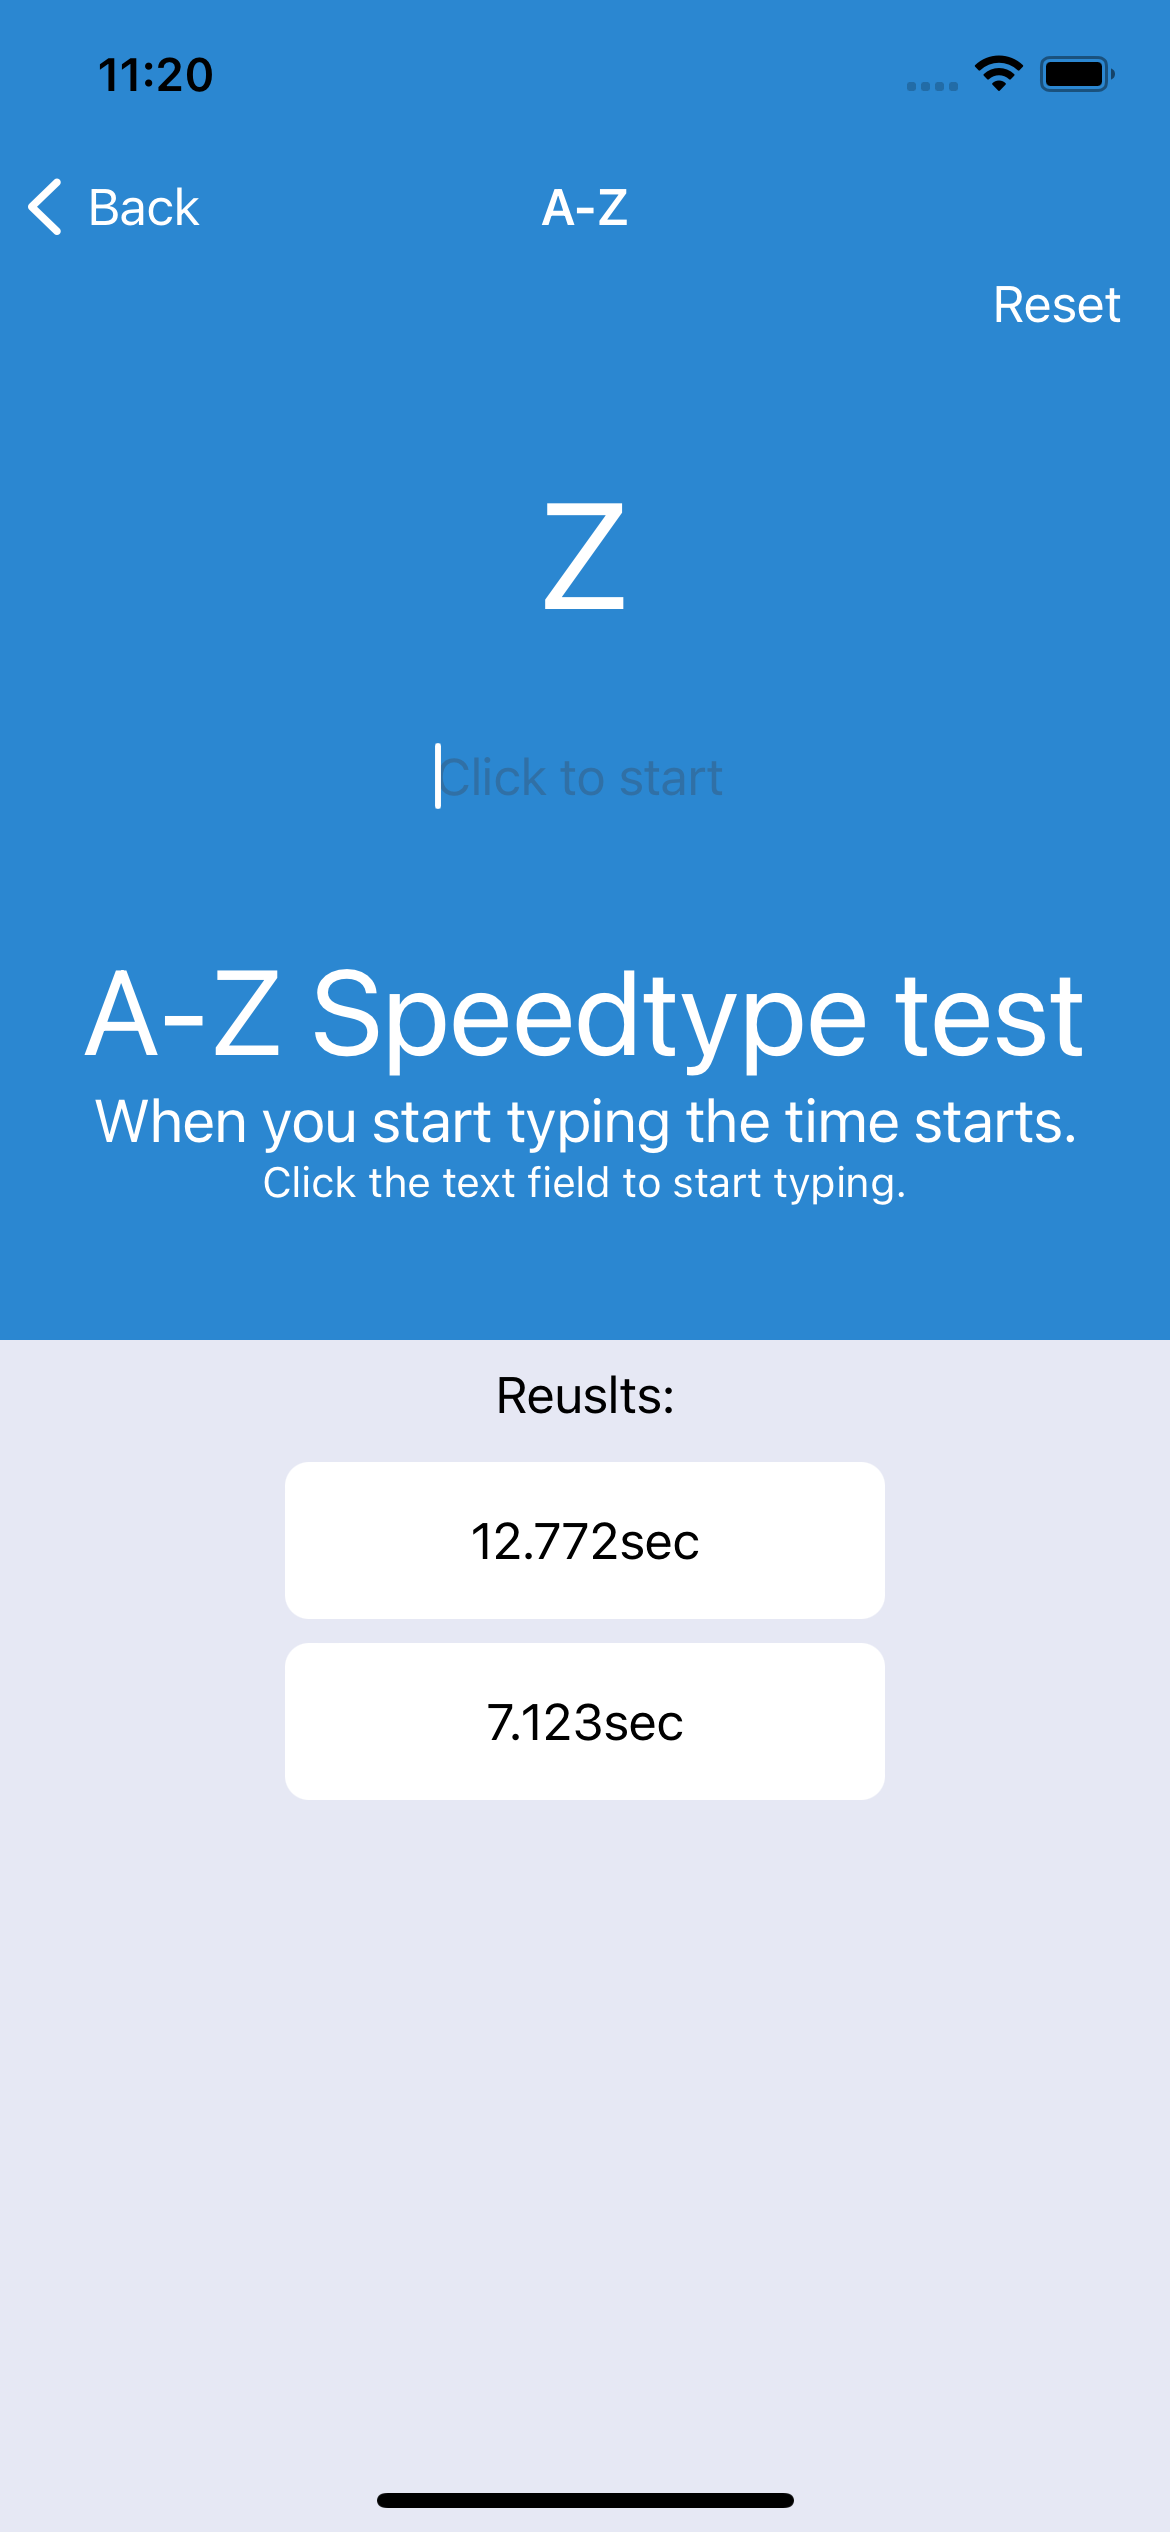 11:20
Back
A-Z
Reset
Z
Click to start
A-Z Speedtype test
When you start typing the time starts.
Click the text field to start typing.
Reuslts:
12.772sec
7.123sec